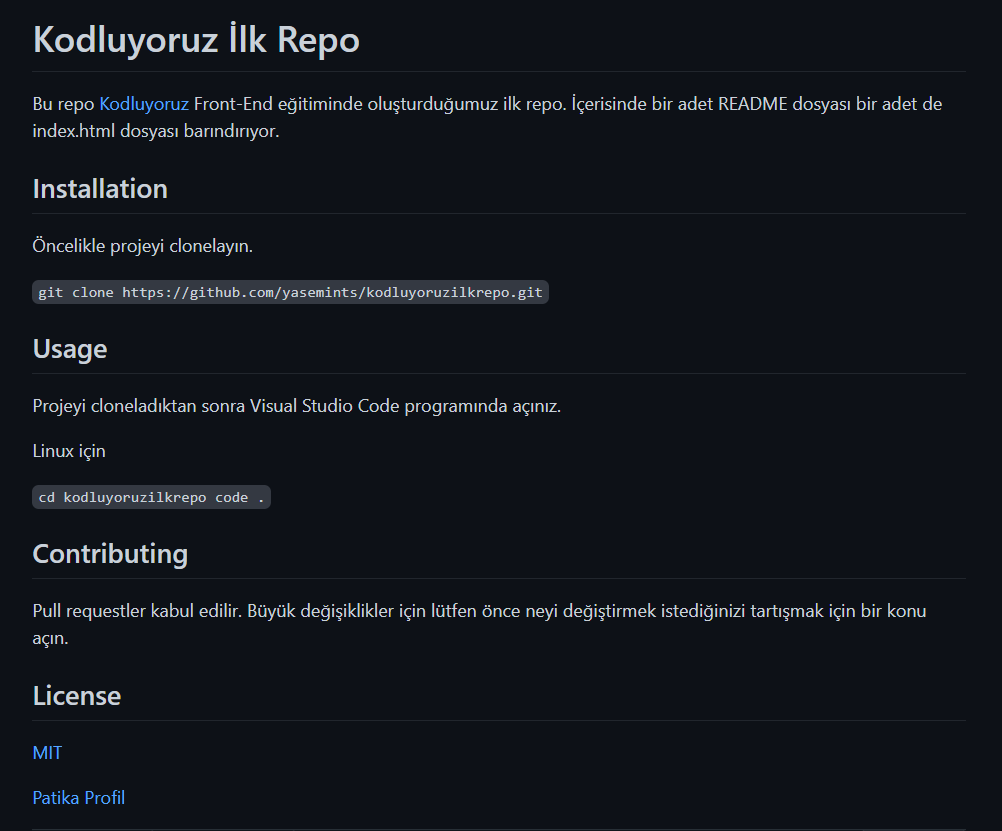 Kodluyoruz İlk Repo
Bu repo Kodluyoruz Front-End eğitiminde oluşturduğumuz ilk repo. İçerisinde bir adet README dosyası bir adet de
index.html dosyası barındırıyor.
Installation
Öncelikle projeyi clonelayın.
git clone https://github.com/yasemints/kodluyoruzilkrepo.git
Usage
Projeyi cloneladıktan sonra Visual Studio Code programında açınız.
Linux için
cd kodluyoruzilkrepo code .
Contributing
Pull requestler kabul edilir. Büyük değişiklikler için lütfen önce neyi değiştirmek istediğinizi tartışmak için bir konu
açın.
License
MIT
Patika Profil